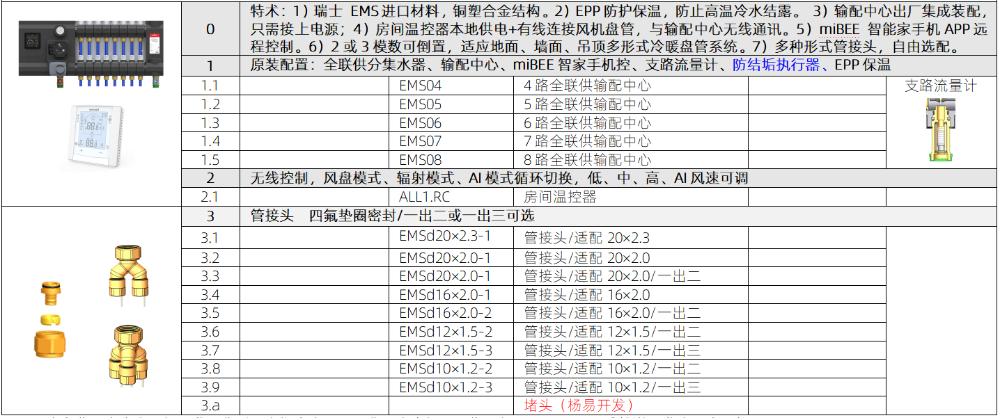 0
特术：1）瑞士 EMS进口材料，铜塑合金结构。2）EPP 防护保温，防止高温冷水结露。 3）输配中心出厂集成装配，
只需接上电源；4）房间温控器本地供电+有线连接风机盘管，与输配中心无线通讯。5）miBEE 智能家手机 APP 远
程控制。6）2 或 3 模数可倒置，适应地面、墙面、吊顶多形式冷暖盘管系统。7）多种形式管接头，自由选配。
1 原装配置：全联供分集水器、输配中心、miBEE 智家手机控、支路流量计、防结垢执行器、EPP 保温
1.1 EMS04 4 路全联供输配中心 支路流量计
1.2 EMS05 5 路全联供输配中心
1.3 EMS06 6 路全联供输配中心
1.4 EMS07 7 路全联供输配中心
1.5 EMS08 8 路全联供输配中心
2 无线控制，风盘模式、辐射模式、AI 模式循环切换，低、中、高、AI 风速可调
2.1 ALL1.RC 房间温控器
3 管接头 四氟垫圈密封/一出二或一出三可选
3.1 EMSd20×2.3-1 管接头/适配 20×2.3
3.2 EMSd20×2.0-1 管接头/适配 20×2.0
3.3 EMSd20×2.0-1 管接头/适配 20×2.0/一出二
3.4 EMSd16×2.0-1 管接头/适配 16×2.0
3.5 EMSd16×2.0-2 管接头/适配 16×2.0/一出二
3.6 EMSd12×1.5-2 管接头/适配 12×1.5/一出二
3.7 EMSd12×1.5-3 管接头/适配 12×1.5/一出三
3.8 EMSd10×1.2-2 管接头/适配 10×1.2/一出二
3.9 EMSd10×1.2-3 管接头/适配 10×1.2/一出三
3.a 堵头（杨易开发）